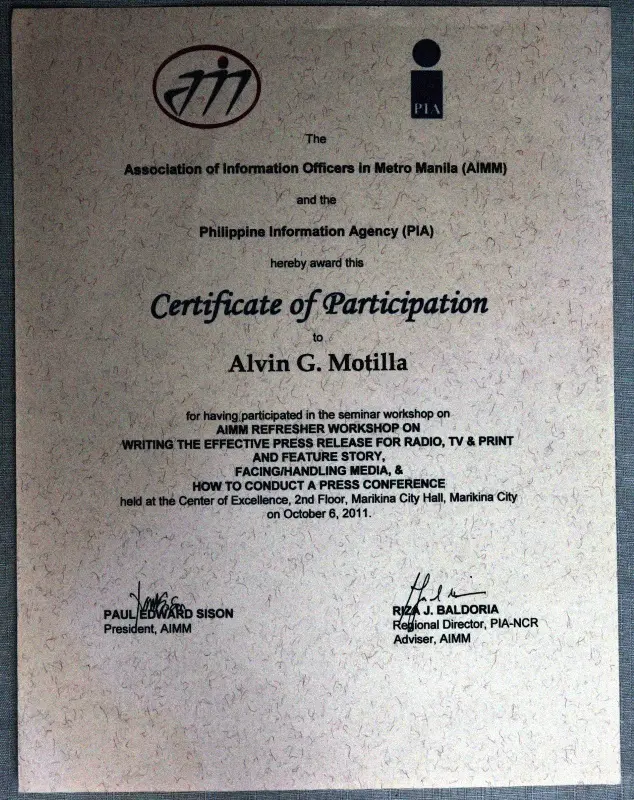 aim
PIA
The
Association of Information Officers in Metro Manila (AIMM)
and the
Philippine Information Agency (PIA)
hereby award this
Certificate of Participation
to
Alvin G. Motilla
for having participated in the seminar workshop on
AIMM REFRESHER WORKSHOP ON
WRITING THE EFFECTIVE PRESS RELEASE FOR RADIO, TV & PRINT
AND FEATURE STORY,
FACING/HANDLING MEDIA, &
HOW TO CONDUCT A PRESS CONFERENCE
held at the Center of Excellence, 2nd Floor, Marikina City Hall, Marikina City
on October 6, 2011.
PAUL EDWARD SISON
President, AIMM
RIZA J. BALDORIA
Regional Director, PIA-NCR
Adviser, AIMM